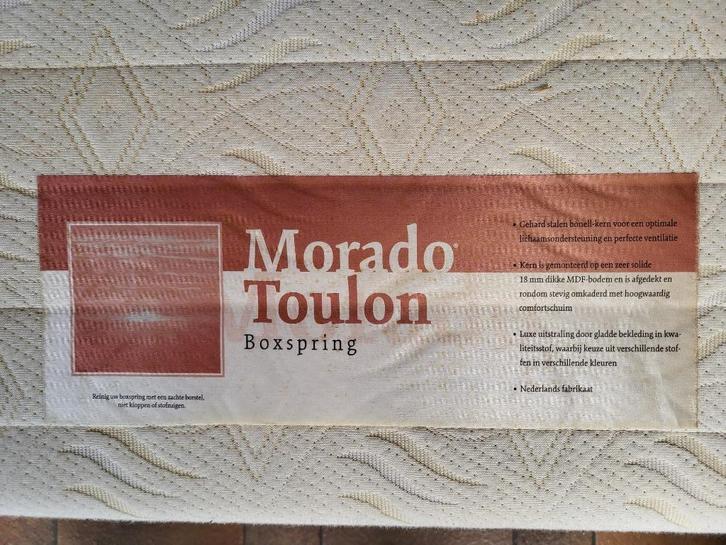 Morado®
Toulon
Boxspring
Reinig uw boxspring met een zachte borstel,
niet kloppen of stofzuigen.
• Gehard stalen bonell-kern voor een optimale
lichaamsondersteuning en perfecte ventilatie
• Kern is gemonteerd op een zeer solide
18 mm dikke MDF-bodem en is afgedekt en
rondom stevig omkaderd met hoogwaardig
comfortschuim
• Luxe uitstraling door gladde bekleding in kwa-
liteitsstof, waarbij keuze uit verschillende stof-
fen in verschillende kleuren
• Nederlands fabrikaat